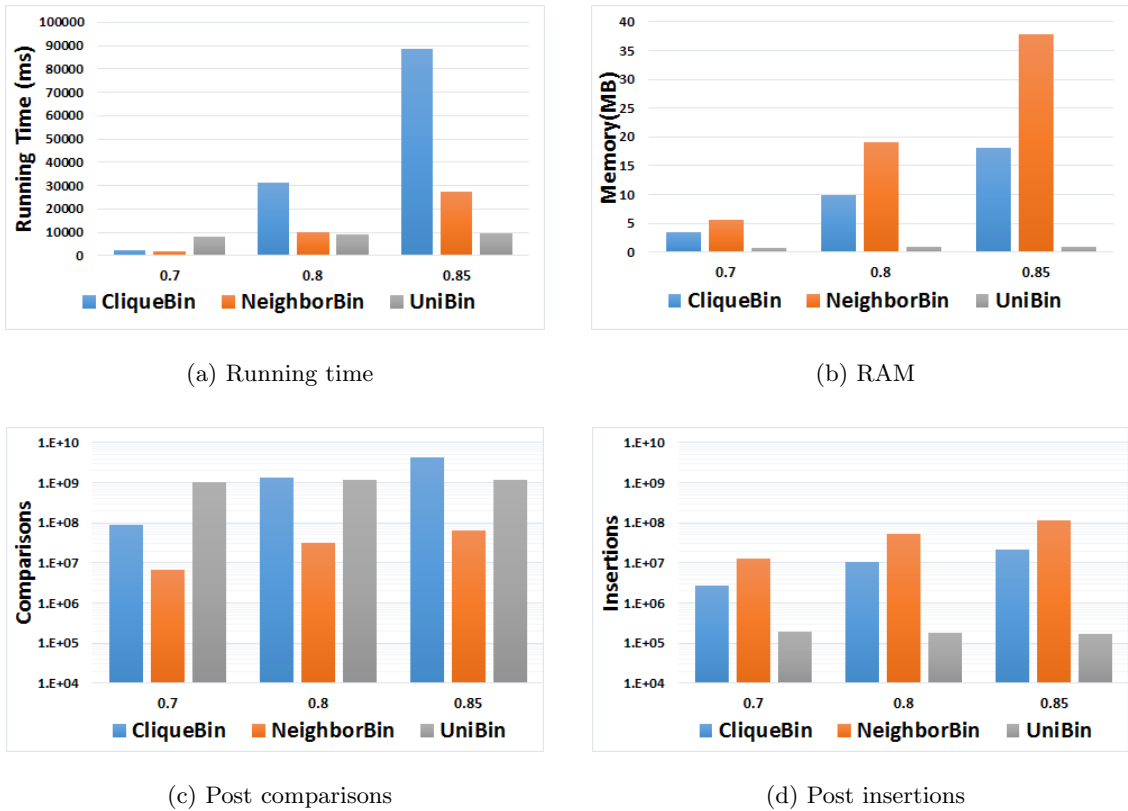 Running Time (ms)
100000
90000
80000
70000
60000
50000
40000
30000
20000
10000
0
0.7 0.8 0.85
CliqueBin NeighborBin UniBin
(a) Running time
Memory(MB)
40
35
30
25
20
15
10
5
0
0.7 0.8 0.85
CliqueBin NeighborBin UniBin
(b) RAM
Comparisons
1.E+10
1.E+09
1.E+08
1.E+07
1.E+06
1.E+05
1.E+04
0.7 0.8 0.85
CliqueBin NeighborBin UniBin
(c) Post comparisons
Insertions
1.E+10
1.E+09
1.E+08
1.E+07
1.E+06
1.E+05
1.E+04
0.7 0.8 0.85
CliqueBin NeighborBin UniBin
(d) Post insertions